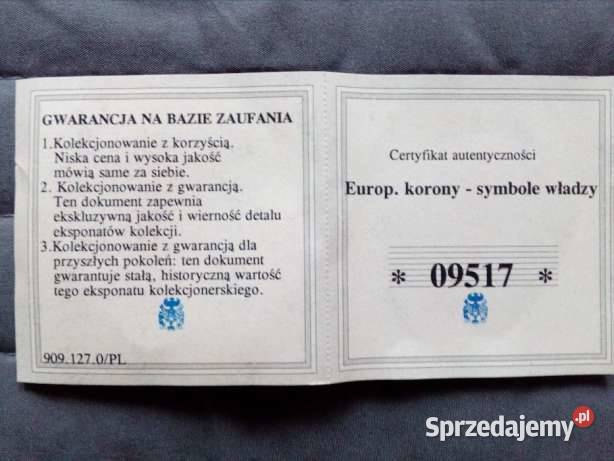 GWARANCJA NA BAZIE ZAUFANIA
1.Kolekcjonowanie z korzyścią.
Niska cena i wysoka jakość
mówią same za siebie.
2. Kolekcjonowanie z gwarancją.
Ten dokument zapewnia
ekskluzywną jakość i wierność detalu
eksponatów kolekcji.
3.Kolekcjonowanie z gwarancją dla
przyszłych pokoleń: ten dokument
gwarantuje stałą, historyczną wartość
tego eksponatu kolekcjonerskiego.
909.127.0/PL
Certyfikat autentyczności
Europ. korony - symbole władzy
* 09517 *
Sprzedajemy.pl